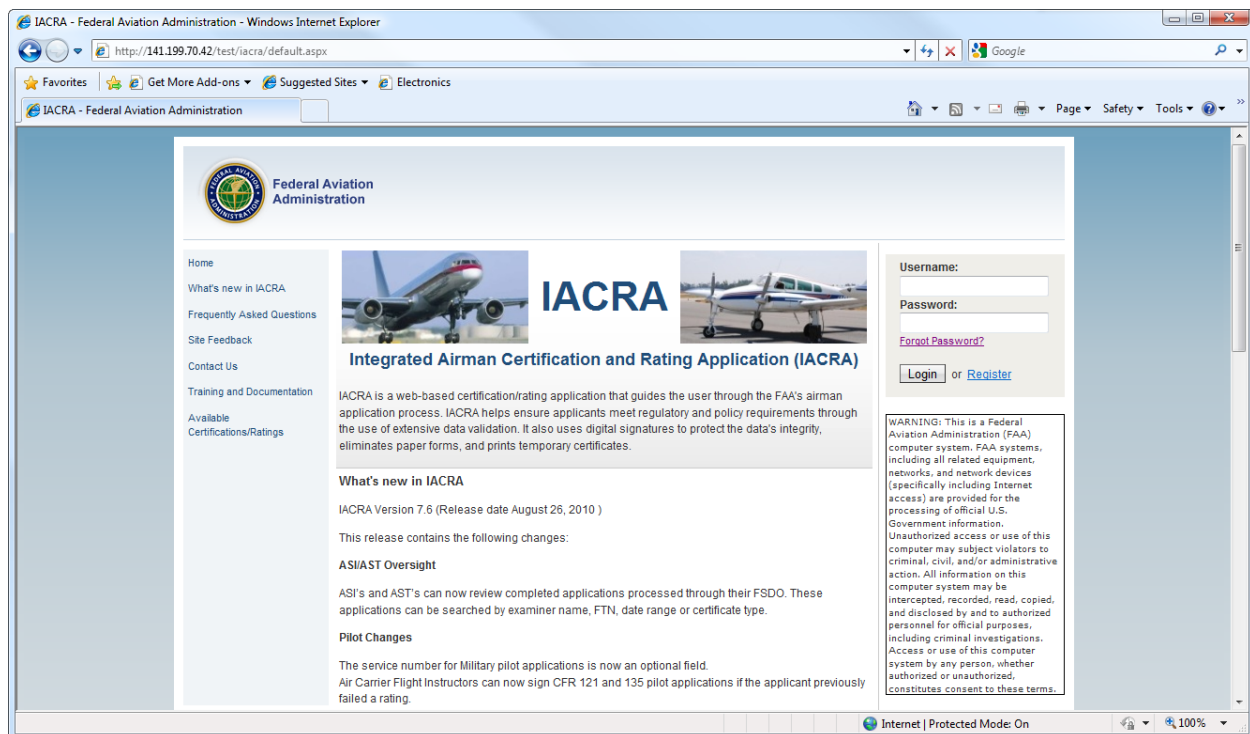 IACRA - Federal Aviation Administration - Windows Internet Explorer
http://141.199.70.42/test/iacra/default.aspx
Google
Favorites Get More Add-ons Suggested Sites Electronics
IACRA - Federal Aviation Administration
Page Safety Tools
Federal Aviation
Administration
FEDERAL AVIATION ADMINISTRATION
Home
What's new in IACRA
Frequently Asked Questions
Site Feedback
Contact Us
Training and Documentation
Available
Certifications/Ratings
IACRA
Integrated Airman Certification and Rating Application (IACRA)
IACRA is a web-based certification/rating application that guides the user through the FAA's airman
application process. IACRA helps ensure applicants meet regulatory and policy requirements through
the use of extensive data validation. It also uses digital signatures to protect the data's integrity,
eliminates paper forms, and prints temporary certificates.
What's new in IACRA
IACRA Version 7.6 (Release date August 26, 2010 )
This release contains the following changes:
ASI/AST Oversight
ASI's and AST's can now review completed applications processed through their FSDO. These
applications can be searched by examiner name, FTN, date range or certificate type.
Pilot Changes
The service number for Military pilot applications is now an optional field.
Air Carrier Flight Instructors can now sign CFR 121 and 135 pilot applications if the applicant previously
failed a rating.
Username:
Password:
Forgot Password?
Login or Register
WARNING: This is a Federal
Aviation Administration (FAA)
computer system. FAA systems,
including all related equipment,
networks, and network devices
(specifically including Internet
access) are provided for the
processing of official U.S.
Government information.
Unauthorized access or use of this
computer may subject violators to
criminal, civil, and/or administrative
action. All information on this
computer system may be
intercepted, recorded, read, copied,
and disclosed by and to authorized
personnel for official purposes,
including criminal investigations.
Access or use of this computer
system by any person, whether
authorized or unauthorized,
constitutes consent to these terms.
Internet | Protected Mode: On
100%